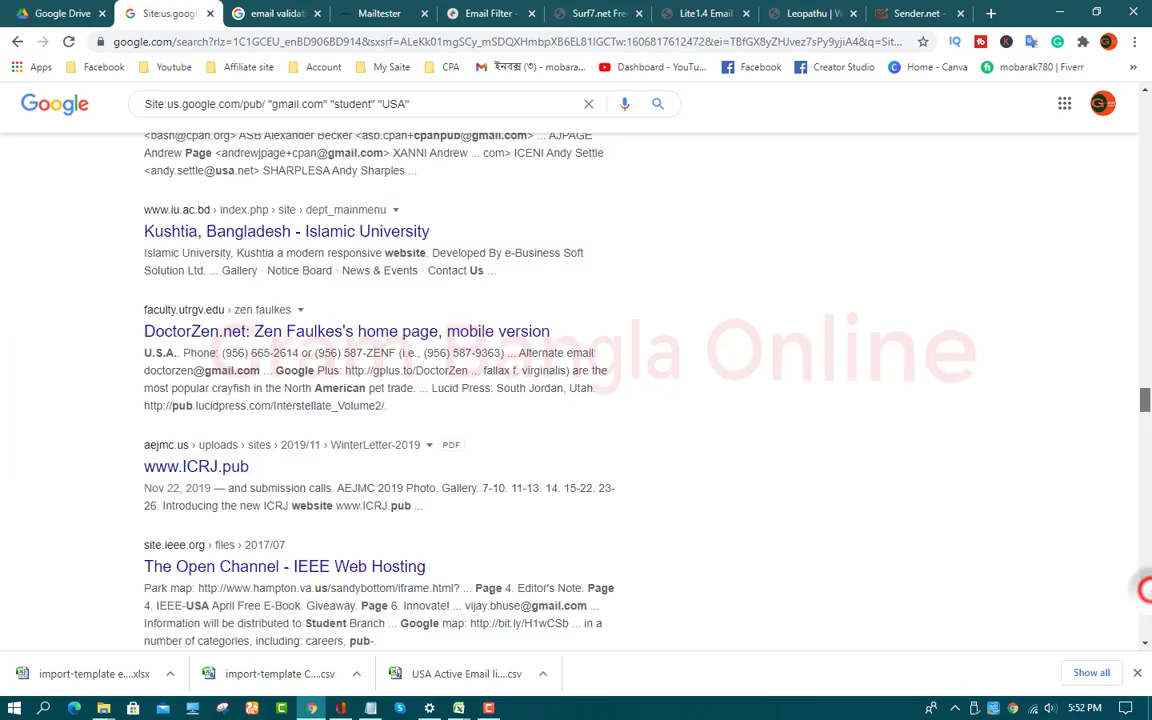 Site:us.google
email validat
Google Drive
Mailtester
Email Filter -
Surf7.net Fre
Lite1.4 Email
Leopathu | W
Sender.net -
google.com/search?rlz=1C1GCEU_enBD906BD914&sxsrf=ALeKk01mgSCy_mSDQXHmbpXB6EL81IGCTw:1606817612472&ei=TBfGX8yZHJvez7sPy9yjiA4&q=Sit...
Apps Facebook Youtube Affiliate site Account My Saite CPA ইনবক্স (৩) - mobara... Dashboard - YouTu... Facebook Creator Studio Home - Canva mobarak780 | Fiverr »
Google Site:us.google.com/pub/ "gmail.com" "student" "USA"
<bash@cpan.org> ASB Alexander Becker <asb.cpan+cpanpub@gmail.com> ... AJPAGE
Andrew Page <andrewjpage+cpan@gmail.com> XANNI Andrew ... com> ICENI Andy Settle
<andy.settle@usa.net> SHARPLESA Andy Sharples ...
www.iu.ac.bd › index.php › site › dept_mainmenu
Kushtia, Bangladesh - Islamic University
Islamic University, Kushtia a modern responsive website. Developed By e-Business Soft
Solution Ltd. ... Gallery · Notice Board · News & Events · Contact Us ...
faculty.utrgv.edu › zen.faulkes
DoctorZen.net: Zen Faulkes's home page, mobile version
U.S.A.. Phone: (956) 665-2614 or (956) 587-ZENF (i.e., (956) 587-9363) ... Alternate email:
doctorzen@gmail.com ... Google Plus: http://gplus.to/DoctorZen ... fallax f. virginalis) are the
most popular crayfish in the North American pet trade. ... Lucid Press: South Jordan, Utah.
http://pub.lucidpress.com/Interstellate_Volume2/.
Gram Bangla Online
aejmc.us › uploads › sites › 2019/11 › WinterLetter-2019 PDF
www.ICRJ.pub
Nov 22, 2019 — and submission calls. AEJMC 2019 Photo. Gallery. 7-10. 11-13. 14. 15-22. 23-
26. Introducing the new ICRJ website www.ICRJ.pub ...
site.ieee.org › files › 2017/07
The Open Channel - IEEE Web Hosting
Park map: http://www.hampton.va.us/sandybottom/iframe.html? ... Page 4. Editor's Note. Page
4. IEEE-USA April Free E-Book. Giveaway. Page 6. Innovate! ... vijay.bhuse@gmail.com ...
Information will be distributed to Student Branch ... Google map: http://bit.ly/H1wCSb ... in a
number of categories, including: careers, pub-.
import-template e....xlsx import-template C....csv USA Active Email li....csv Show all
5:52 PM